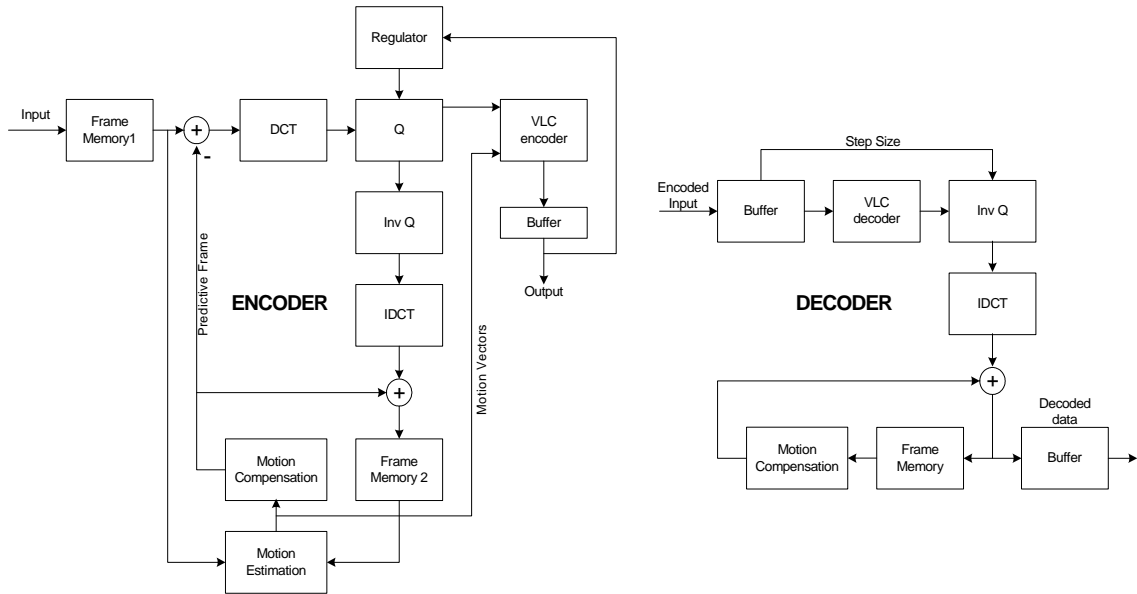 Regulator
Input
Frame
Memory1
+
-
DCT
Q
VLC
encoder
Inv Q
Buffer
Output
Predictive Frame
ENCODER
IDCT
Motion Vectors
+
Motion
Compensation
Frame
Memory 2
Motion
Estimation
Step Size
Encoded
Input
Buffer
VLC
decoder
Inv Q
DECODER
IDCT
+
Decoded
data
Motion
Compensation
Frame
Memory
Buffer